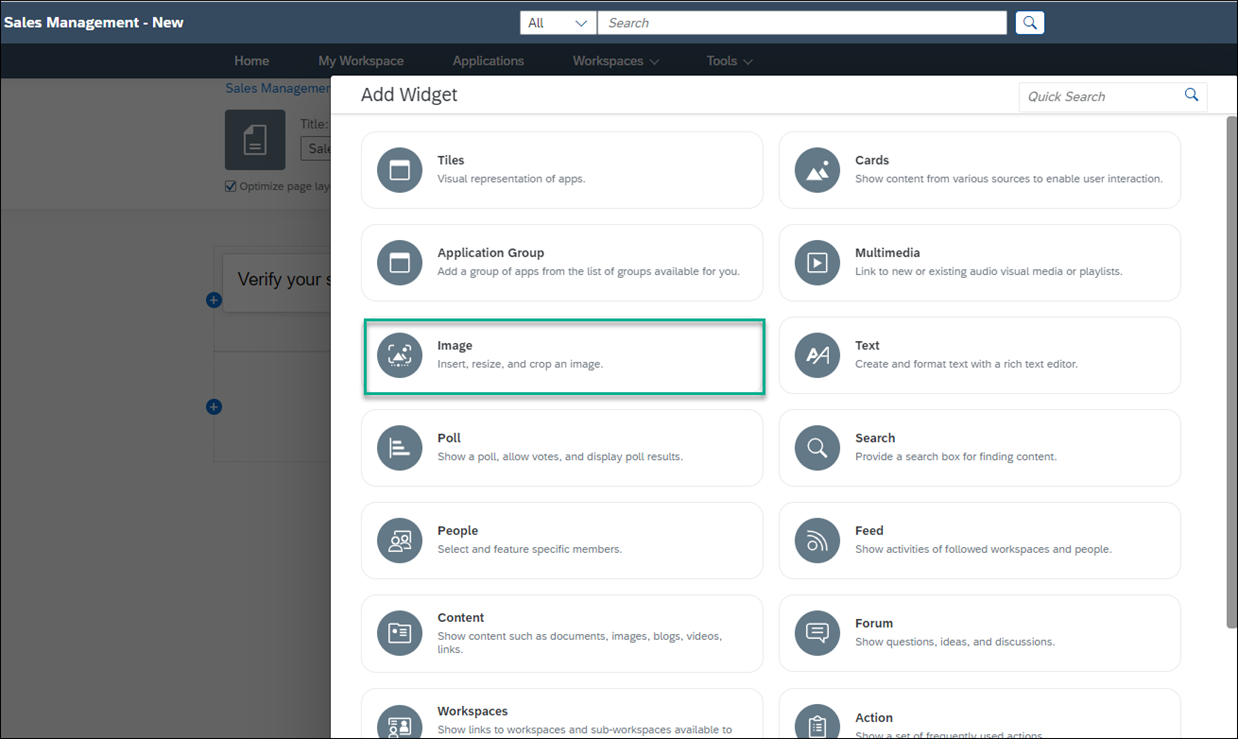 Sales Management - New
All
Search
Home
My Workspace
Applications
Workspaces
Tools
Sales Managemen
Title:
Sale
Optimize page lay
Verify your s
Add Widget
Quick Search
Tiles
Visual representation of apps.
Cards
Show content from various sources to enable user interaction.
Application Group
Add a group of apps from the list of groups available for you.
Multimedia
Link to new or existing audio visual media or playlists.
Image
Insert, resize, and crop an image.
Text
Create and format text with a rich text editor.
Poll
Show a poll, allow votes, and display poll results.
Search
Provide a search box for finding content.
People
Select and feature specific members.
Feed
Show activities of followed workspaces and people.
Content
Show content such as documents, images, blogs, videos,
links.
Forum
Show questions, ideas, and discussions.
Workspaces
Show links to workspaces and sub-workspaces available to
Action
Show a set of frequently used actions.